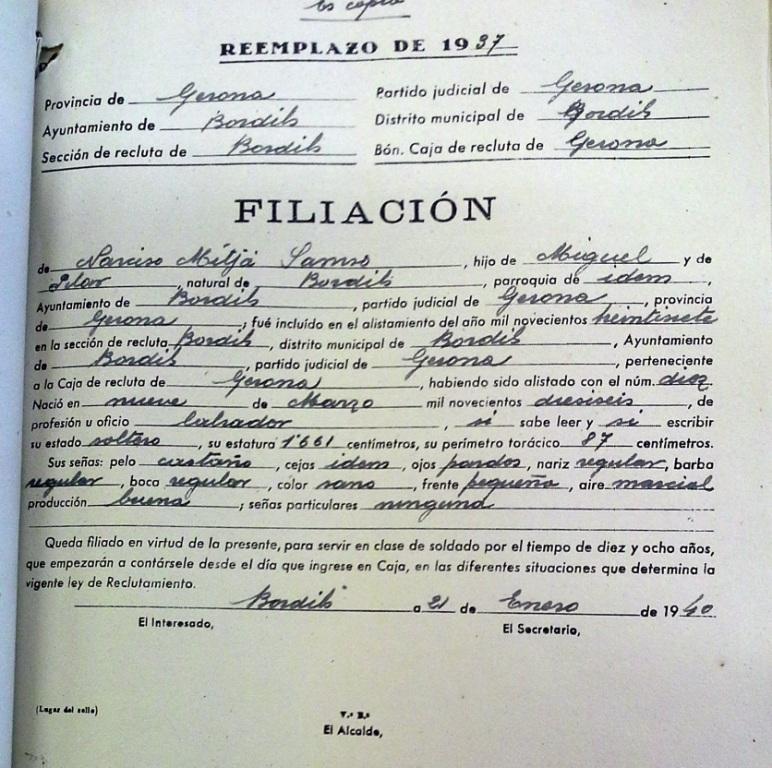 Es copia
REEMPLAZO DE 1937
Provincia de Gerona Partido judicial de Gerona
Ayuntamiento de Bordils Distrito municipal de Bordils
Sección de recluta de Bordils Bón. Caja de recluta de Gerona
FILIACIÓN
de Narciso Mitjá Samsó, hijo de Miguel y de
Pilar, natural de Bordils, parroquia de idem,
Ayuntamiento de Bordils, partido judicial de Gerona, provincia
de Gerona; fué incluído en el alistamiento del año mil novecientos treintisiete
en la sección de recluta Bordils, distrito municipal de Bordils, Ayuntamiento
de Bordils, partido judicial de Gerona, perteneciente
a la Caja de recluta de Gerona, habiendo sido alistado con el núm. diez.
Nació en nueve de Marzo mil novecientos dieciseis, de
profesión u oficio labrador, sí sabe leer y sí escribir
su estado soltero, su estatura 1'661 centímetros, su perímetro torácico 87 centímetros.
Sus señas: pelo castaño, cejas idem, ojos pardos, nariz regular, barba
regular, boca regular, color sano, frente pequeña, aire marcial
producción buena; señas particulares ninguna
Queda filiado en virtud de la presente, para servir en clase de soldado por el tiempo de diez y ocho años,
que empezarán a contársele desde el día que ingrese en Caja, en las diferentes situaciones que determina la
vigente ley de Reclutamiento.
Bordils a 21 de Enero de 1940
El Interesado, El Secretario,
(Lugar del sello)
V.º B.º
El Alcalde,